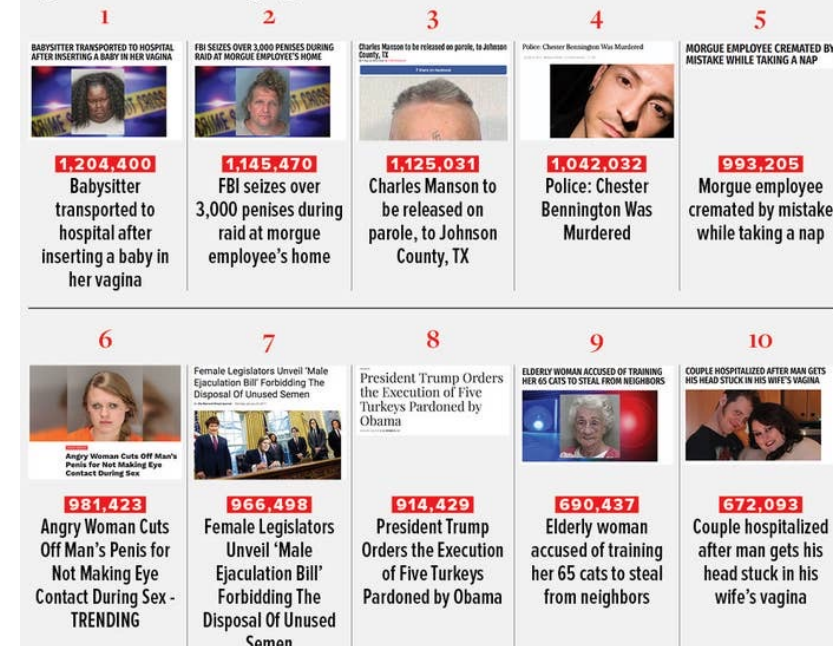 1
BABYSITTER TRANSPORTED TO HOSPITAL
AFTER INSERTING A BABY IN HER VAGINA
1,204,400
Babysitter
transported to
hospital after
inserting a baby in
her vagina
2
FBI SEIZES OVER 3,000 PENISES DURING
RAID AT MORGUE EMPLOYEE'S HOME
1,145,470
FBI seizes over
3,000 penises during
raid at morgue
employee's home
3
Charles Manson to be released on parole, to Johnson
County, TX
1,125,031
Charles Manson to
be released on
parole, to Johnson
County, TX
4
Police: Chester Bennington Was Murdered
1,042,032
Police: Chester
Bennington Was
Murdered
5
MORGUE EMPLOYEE CREMATED BY
MISTAKE WHILE TAKING A NAP
993,205
Morgue employee
cremated by mistake
while taking a nap
6
Angry Woman Cuts Off Man's
Penis for Not Making Eye
Contact During Sex
981,423
Angry Woman Cuts
Off Man's Penis for
Not Making Eye
Contact During Sex -
TRENDING
7
Female Legislators Unveil 'Male
Ejaculation Bill' Forbidding The
Disposal Of Unused Semen
966,498
Female Legislators
Unveil 'Male
Ejaculation Bill'
Forbidding The
Disposal Of Unused
Semen
8
President Trump Orders
the Execution of Five
Turkeys Pardoned by
Obama
914,429
President Trump
Orders the Execution
of Five Turkeys
Pardoned by Obama
9
ELDERLY WOMAN ACCUSED OF TRAINING
HER 65 CATS TO STEAL FROM NEIGHBORS
690,437
Elderly woman
accused of training
her 65 cats to steal
from neighbors
10
COUPLE HOSPITALIZED AFTER MAN GETS
HIS HEAD STUCK IN HIS WIFE'S VAGINA
672,093
Couple hospitalized
after man gets his
head stuck in his
wife's vagina